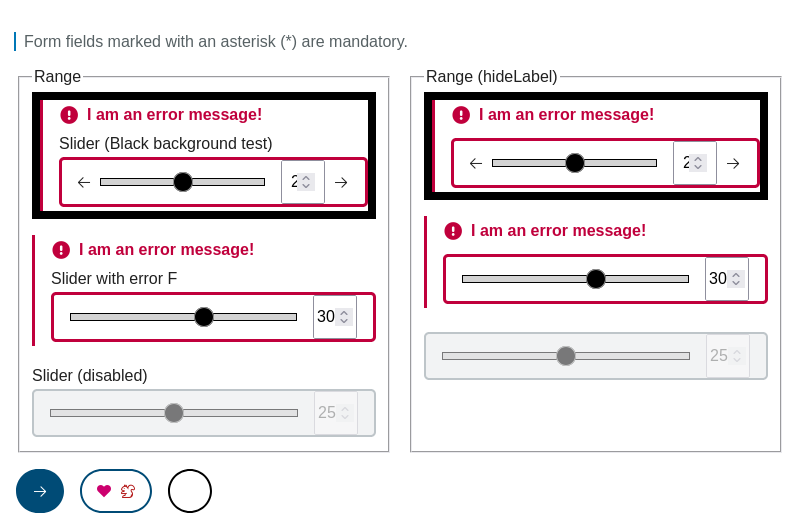 Form fields marked with an asterisk (*) are mandatory.
Range
I am an error message!
Slider (Black background test)
I am an error message!
Slider with error F
30
Slider (disabled)
25
Range (hideLabel)
I am an error message!
I am an error message!
30
25